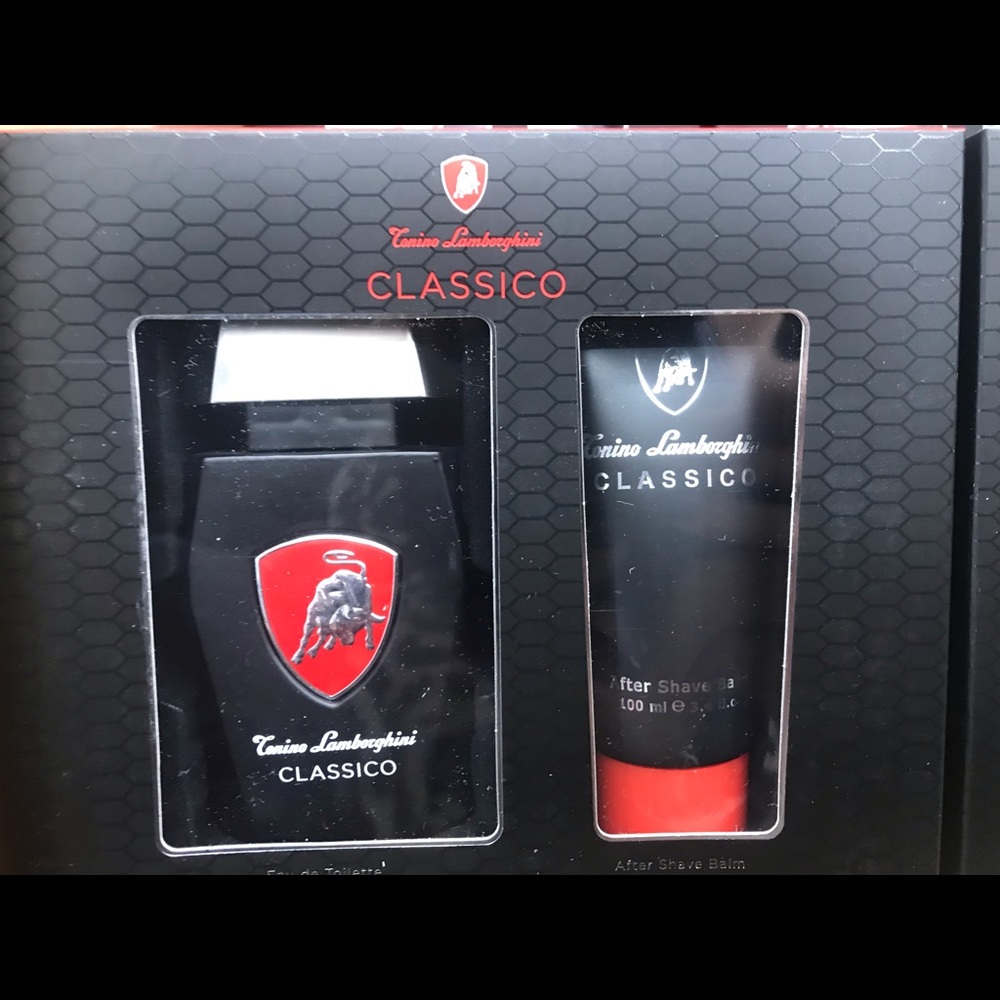 Tonino Lamborghini
CLASSICO
Tonino Lamborghini
CLASSICO
Eau de Toilette
Tonino Lamborghini
CLASSICO
After Shave Ba
100 ml e 3.
After Shave Balm